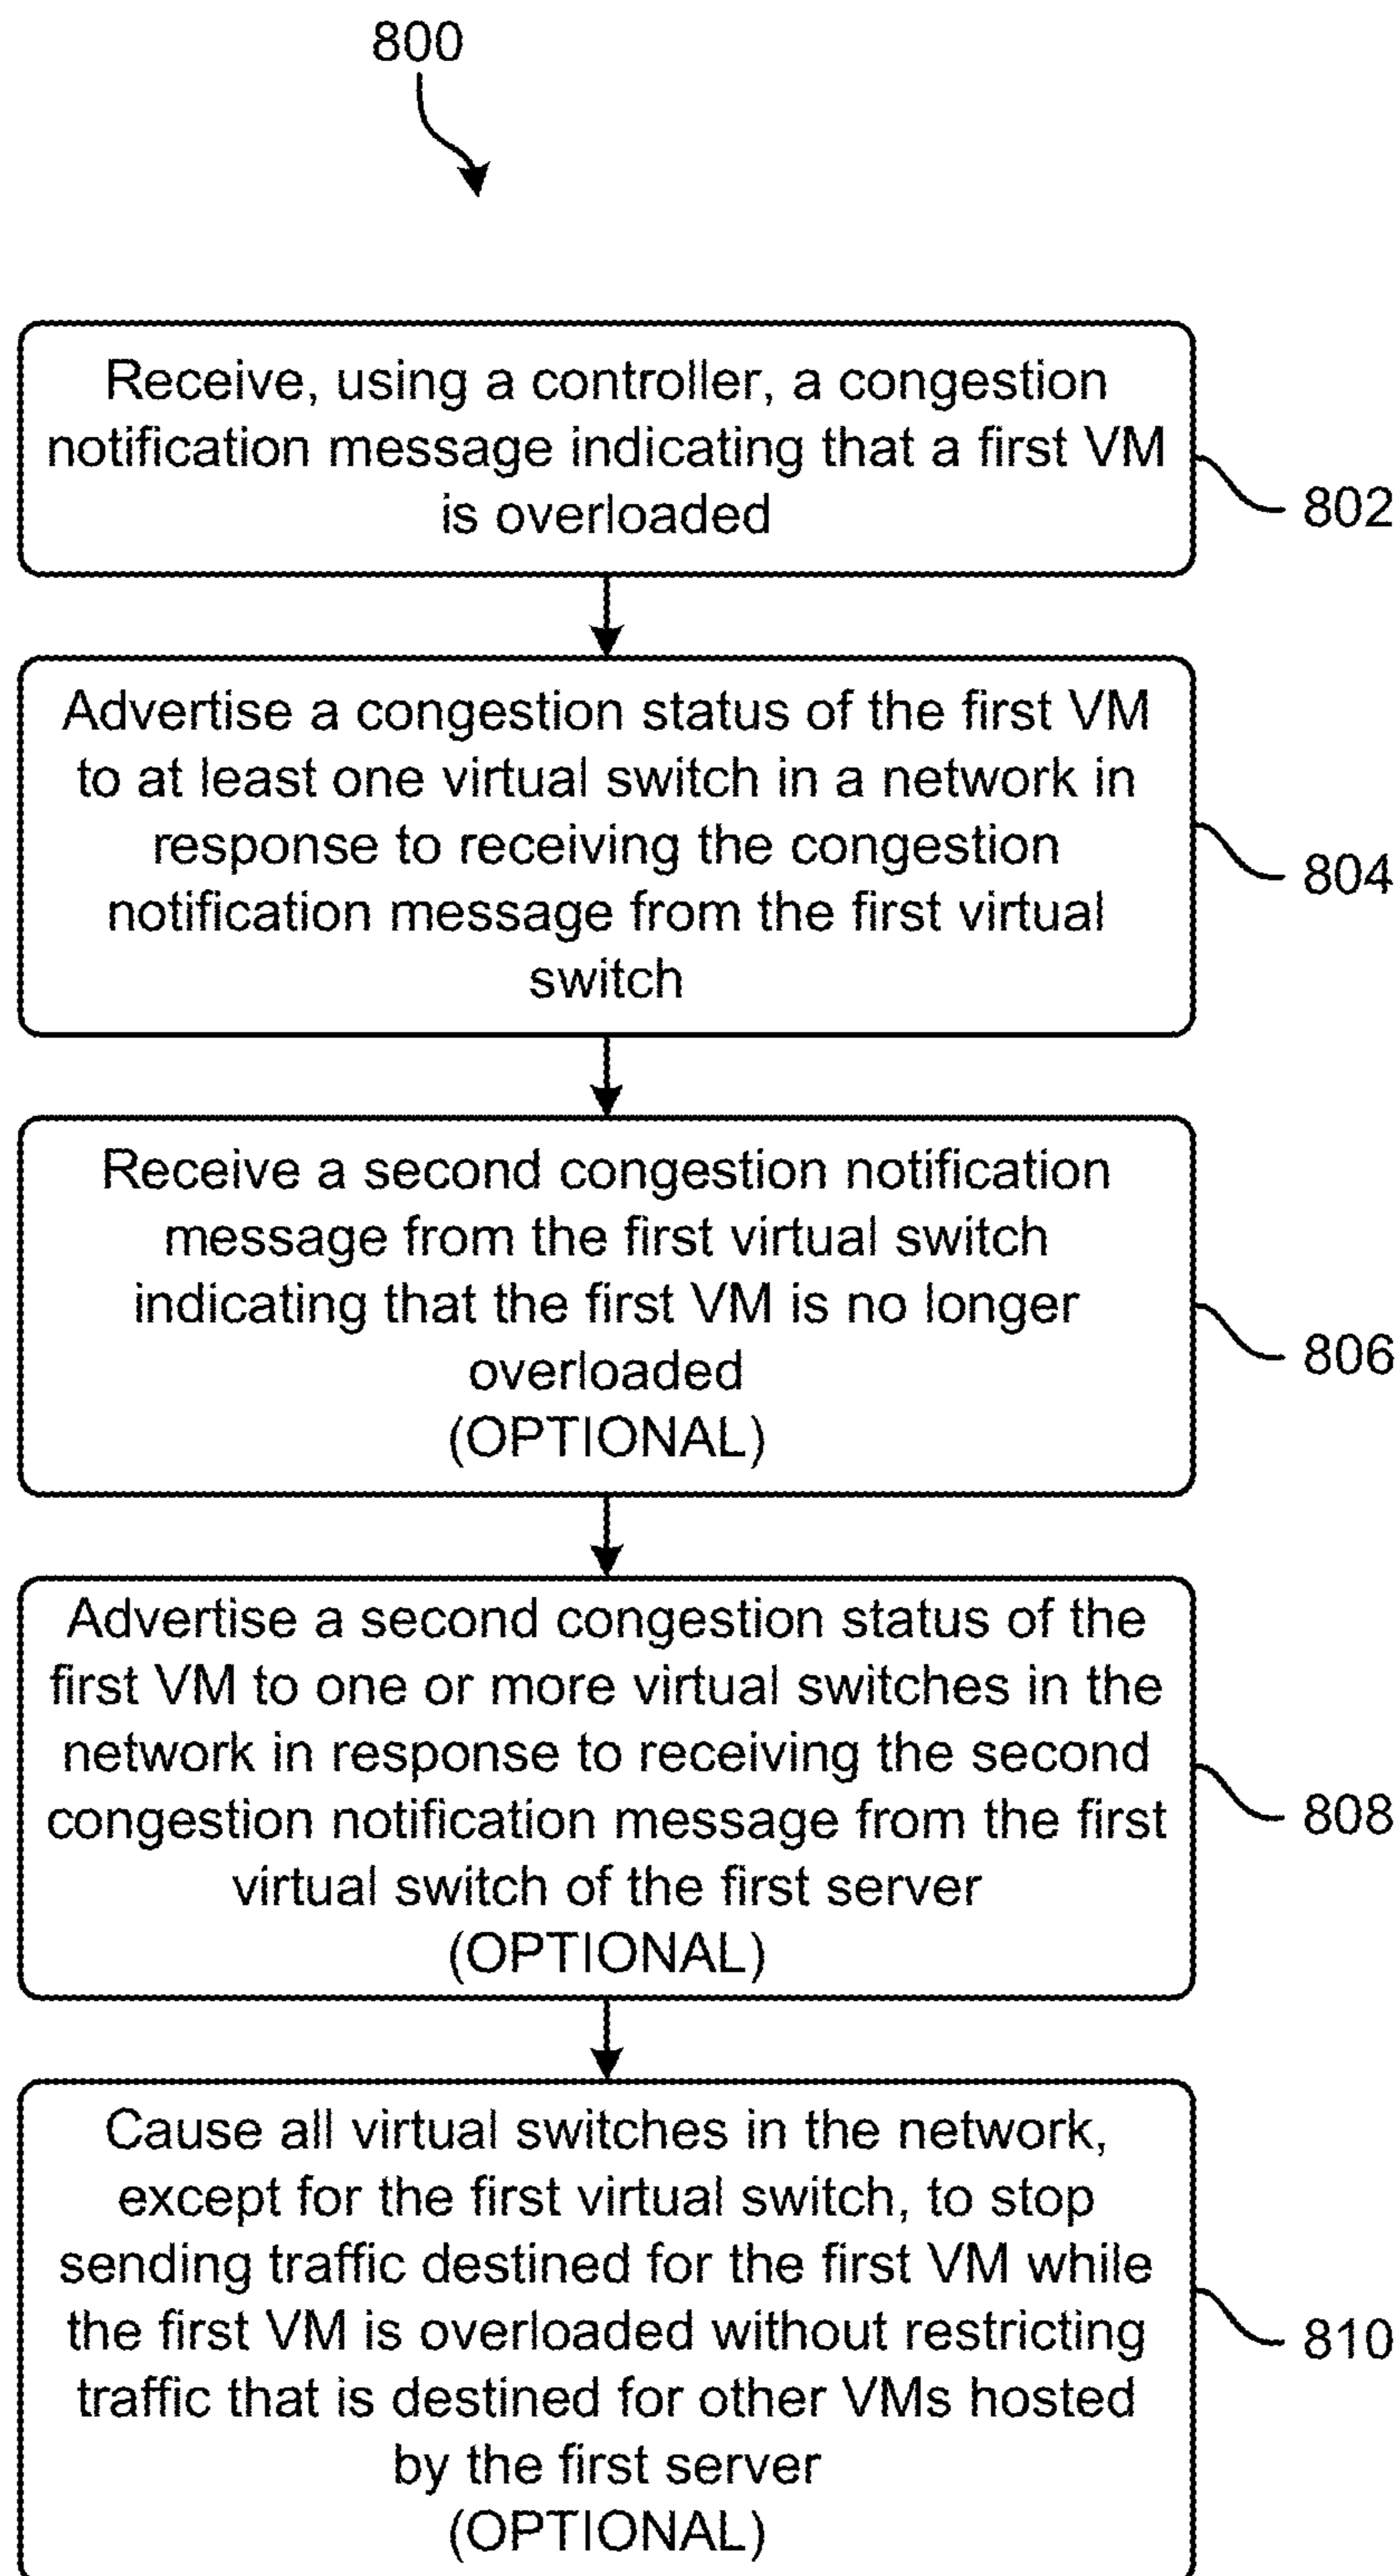 800
Receive, using a controller, a congestion
notification message indicating that a first VM
is overloaded
802
Advertise a congestion status of the first VM
to at least one virtual switch in a network in
response to receiving the congestion
notification message from the first virtual
switch
804
Receive a second congestion notification
message from the first virtual switch
indicating that the first VM is no longer
overloaded
(OPTIONAL)
806
Advertise a second congestion status of the
first VM to one or more virtual switches in the
network in response to receiving the second
congestion notification message from the first
virtual switch of the first server
(OPTIONAL)
808
Cause all virtual switches in the network,
except for the first virtual switch, to stop
sending traffic destined for the first VM while
the first VM is overloaded without restricting
traffic that is destined for other VMs hosted
by the first server
(OPTIONAL)
810